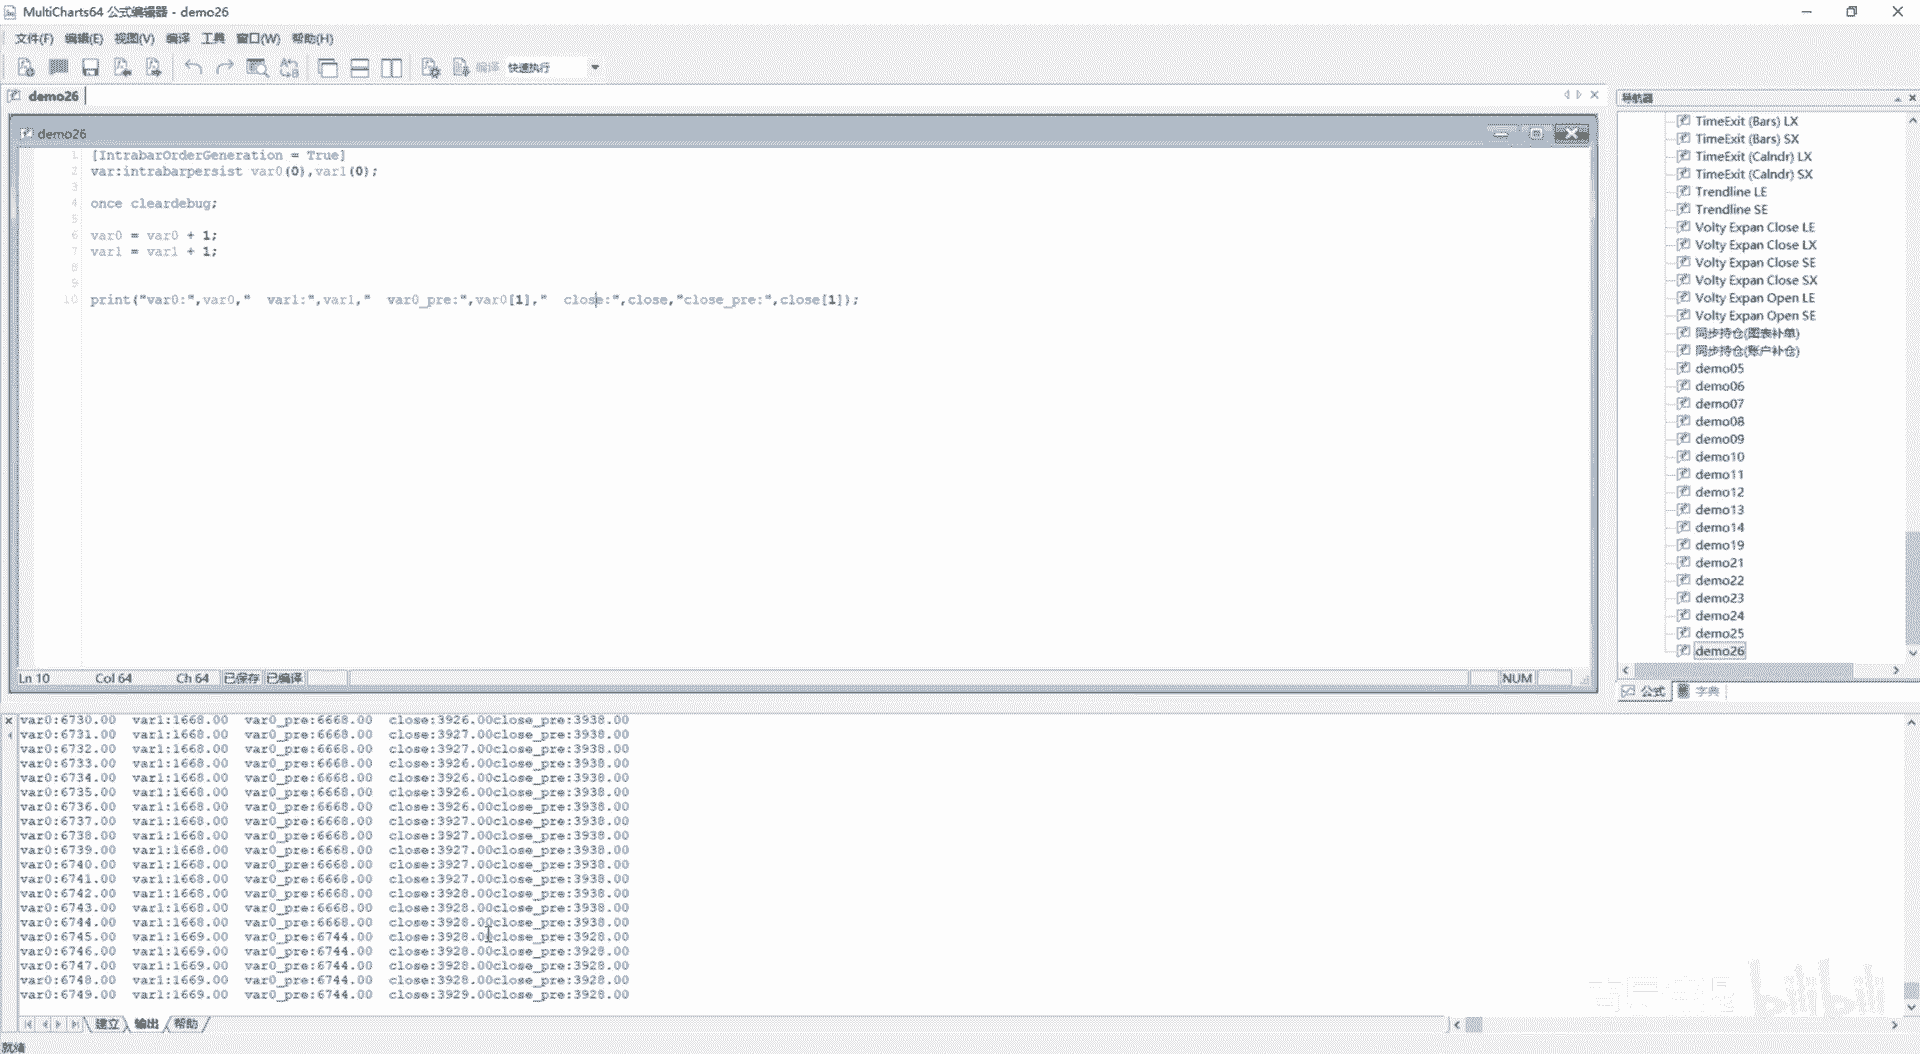 MultiCharts64 公式编辑器 - demo26
文件(F) 编辑(E) 视图(V) 编译 工具 窗口(W) 帮助(H)
编译 快速执行
demo26
导航器
demo26
1 [IntrabarOrderGeneration = True]
2 var:intrabarpersist var0(0),var1(0);
3
4 once cleardebug;
5
6 var0 = var0 + 1;
7 var1 = var1 + 1;
8
9
10 print("var0:",var0,"  var1:",var1,"  var0_pre:",var0[1],"  close:",close,"close_pre:",close[1]);
Ln 10 Col 64 Ch 64 已保存 已编译 NUM
TimeExit (Bars) LX
TimeExit (Bars) SX
TimeExit (Calndr) LX
TimeExit (Calndr) SX
Trendline LE
Trendline SE
Volty Expan Close LE
Volty Expan Close LX
Volty Expan Close SE
Volty Expan Close SX
Volty Expan Open LE
Volty Expan Open SE
同步持仓(图表补单)
同步持仓(账户补仓)
demo05
demo06
demo07
demo08
demo09
demo10
demo11
demo12
demo13
demo14
demo19
demo21
demo22
demo23
demo24
demo25
demo26
公式 字典
var0:6730.00  var1:1668.00  var0_pre:6668.00  close:3926.00close_pre:3938.00
var0:6731.00  var1:1668.00  var0_pre:6668.00  close:3927.00close_pre:3938.00
var0:6732.00  var1:1668.00  var0_pre:6668.00  close:3927.00close_pre:3938.00
var0:6733.00  var1:1668.00  var0_pre:6668.00  close:3926.00close_pre:3938.00
var0:6734.00  var1:1668.00  var0_pre:6668.00  close:3926.00close_pre:3938.00
var0:6735.00  var1:1668.00  var0_pre:6668.00  close:3926.00close_pre:3938.00
var0:6736.00  var1:1668.00  var0_pre:6668.00  close:3926.00close_pre:3938.00
var0:6737.00  var1:1668.00  var0_pre:6668.00  close:3927.00close_pre:3938.00
var0:6738.00  var1:1668.00  var0_pre:6668.00  close:3927.00close_pre:3938.00
var0:6739.00  var1:1668.00  var0_pre:6668.00  close:3927.00close_pre:3938.00
var0:6740.00  var1:1668.00  var0_pre:6668.00  close:3927.00close_pre:3938.00
var0:6741.00  var1:1668.00  var0_pre:6668.00  close:3927.00close_pre:3938.00
var0:6742.00  var1:1668.00  var0_pre:6668.00  close:3928.00close_pre:3938.00
var0:6743.00  var1:1668.00  var0_pre:6668.00  close:3928.00close_pre:3938.00
var0:6744.00  var1:1668.00  var0_pre:6668.00  close:3928.00close_pre:3938.00
var0:6745.00  var1:1669.00  var0_pre:6744.00  close:3928.00close_pre:3928.00
var0:6746.00  var1:1669.00  var0_pre:6744.00  close:3928.00close_pre:3928.00
var0:6747.00  var1:1669.00  var0_pre:6744.00  close:3928.00close_pre:3928.00
var0:6748.00  var1:1669.00  var0_pre:6744.00  close:3928.00close_pre:3928.00
var0:6749.00  var1:1669.00  var0_pre:6744.00  close:3929.00close_pre:3928.00
bilibili
建立 输出 帮助
就绪